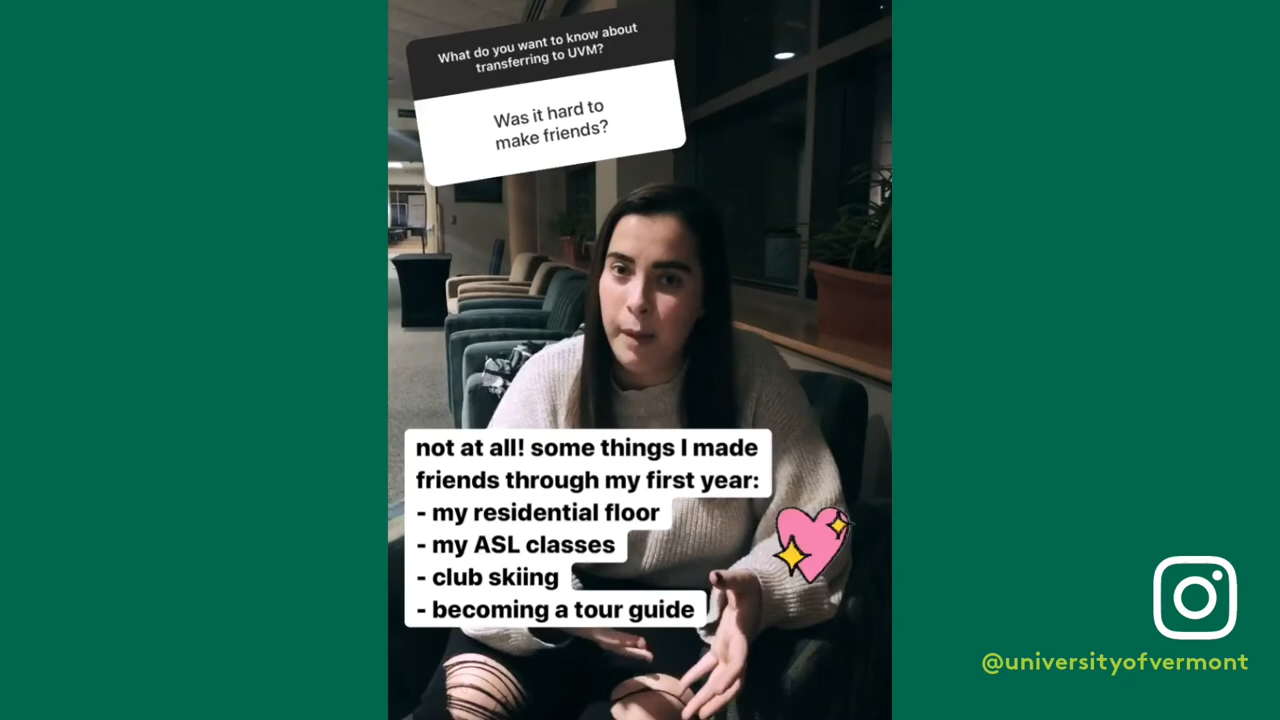 What do you want to know about
transferring to UVM?
Was it hard to
make friends?
not at all! some things I made
friends through my first year:
- my residential floor
- my ASL classes
- club skiing
- becoming a tour guide
@universityofvermont